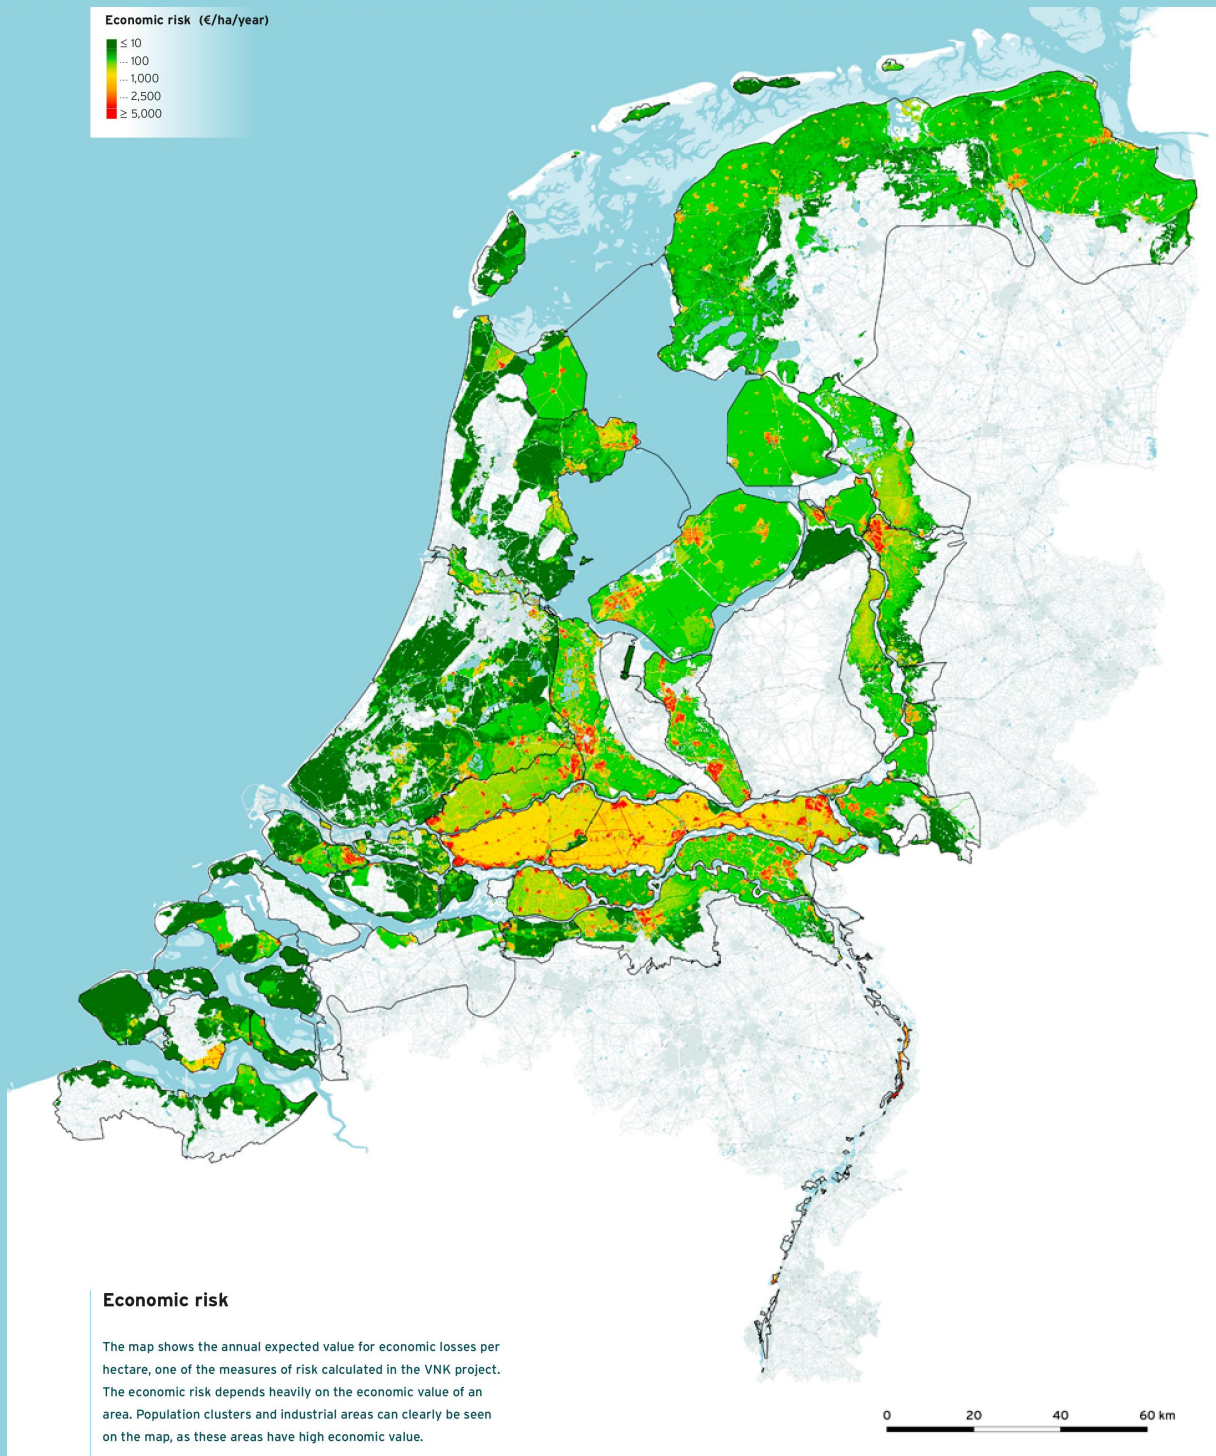 Economic risk (€/ha/year)
≤ 10
... 100
... 1,000
... 2,500
≥ 5,000
Economic risk
The map shows the annual expected value for economic losses per
hectare, one of the measures of risk calculated in the VNK project.
The economic risk depends heavily on the economic value of an
area. Population clusters and industrial areas can clearly be seen
on the map, as these areas have high economic value.
0 20 40 60 km